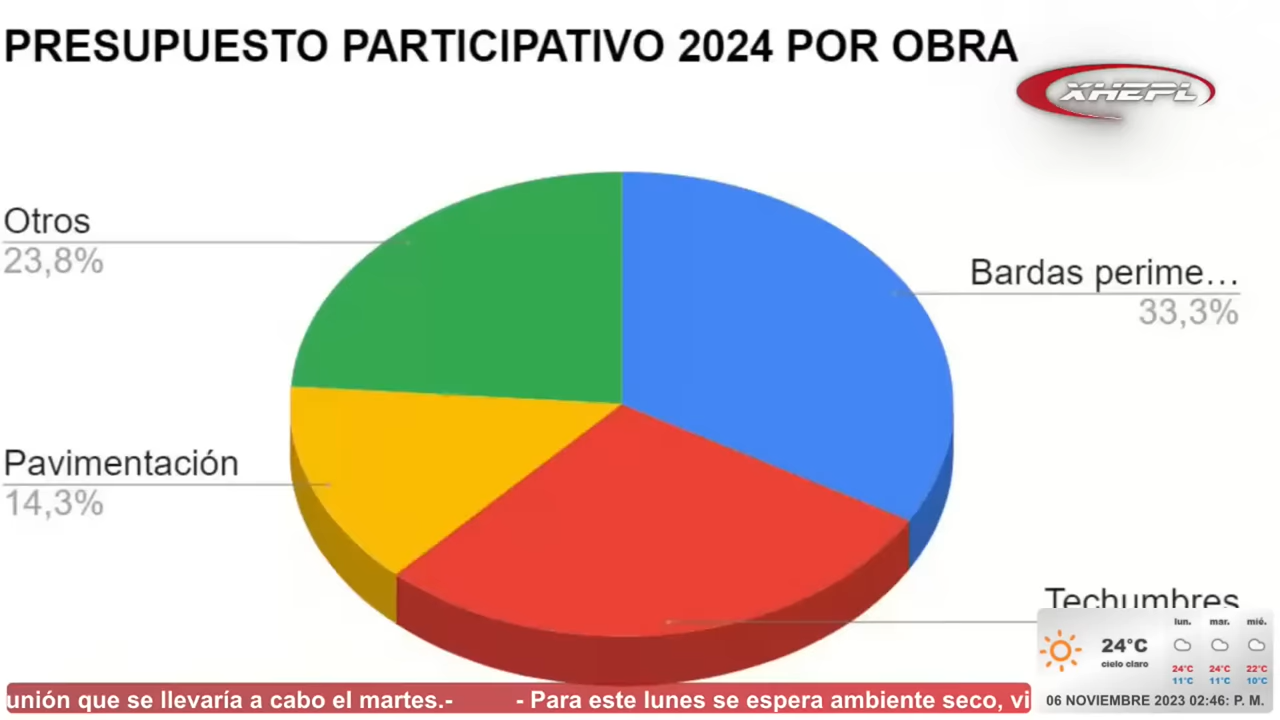 PRESUPUESTO PARTICIPATIVO 2024 POR OBRA
XHEPL
Otros
23,8%
Bardas perime…
33,3%
Pavimentación
14,3%
Techumbres
lun. mar. mié.
24°C
cielo claro
24°C 24°C 22°C
11°C 11°C 10°C
06 NOVIEMBRE 2023 02:46: P. M.
unión que se llevaría a cabo el martes.- - Para este lunes se espera ambiente seco, vi